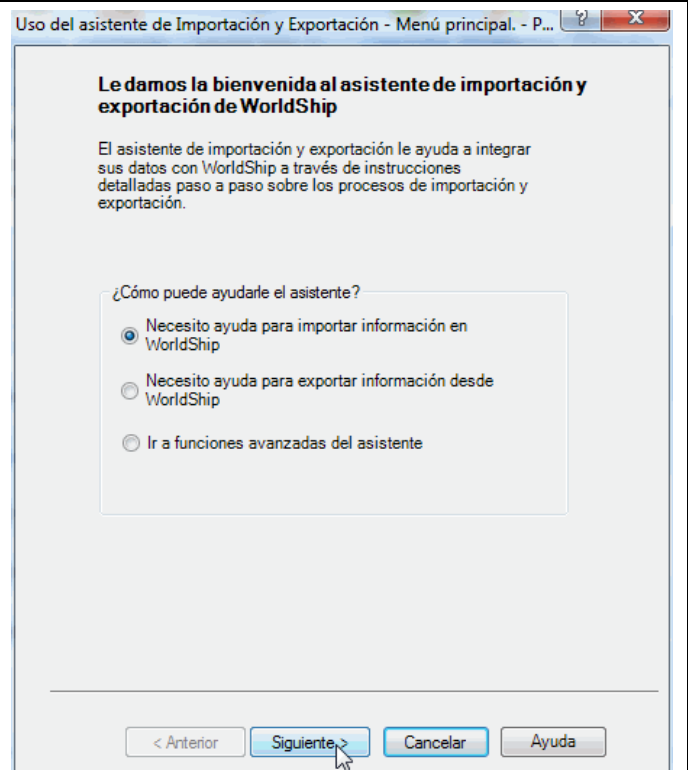 Uso del asistente de Importación y Exportación - Menú principal. - P...
Le damos la bienvenida al asistente de importación y
exportación de WorldShip
El asistente de importación y exportación le ayuda a integrar
sus datos con WorldShip a través de instrucciones
detalladas paso a paso sobre los procesos de importación y
exportación.
¿Cómo puede ayudarle el asistente?
Necesito ayuda para importar información en
WorldShip
Necesito ayuda para exportar información desde
WorldShip
Ir a funciones avanzadas del asistente
< Anterior Siguiente > Cancelar Ayuda